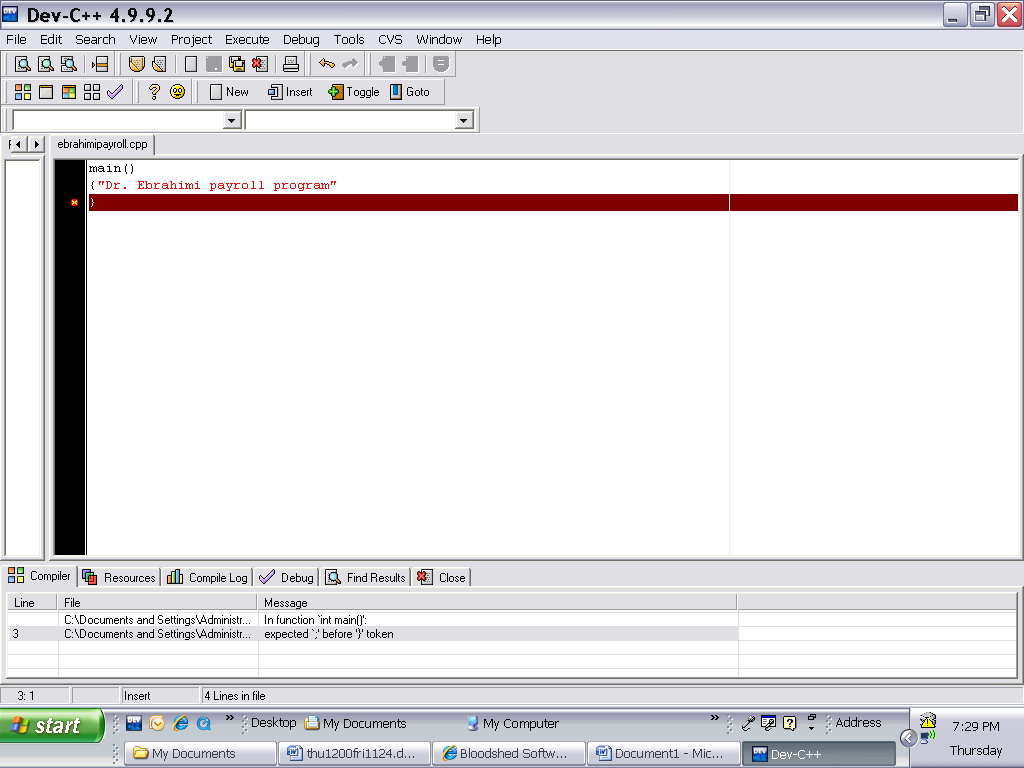 Dev-C++ 4.9.9.2
File Edit Search View Project Execute Debug Tools CVS Window Help
New Insert Toggle Goto
ebrahimipayroll.cpp
main()
{"Dr. Ebrahimi payroll program"
}
Compiler Resources Compile Log Debug Find Results Close
Line File Message
C:\Documents and Settings\Administr... In function `int main()':
3 C:\Documents and Settings\Administr... expected `;' before '}' token
3: 1 Insert 4 Lines in file
start Desktop My Documents My Computer Address 7:29 PM
My Documents thu1200fri1124.d... Bloodshed Softw... Document1 - Mic... Dev-C++ Thursday